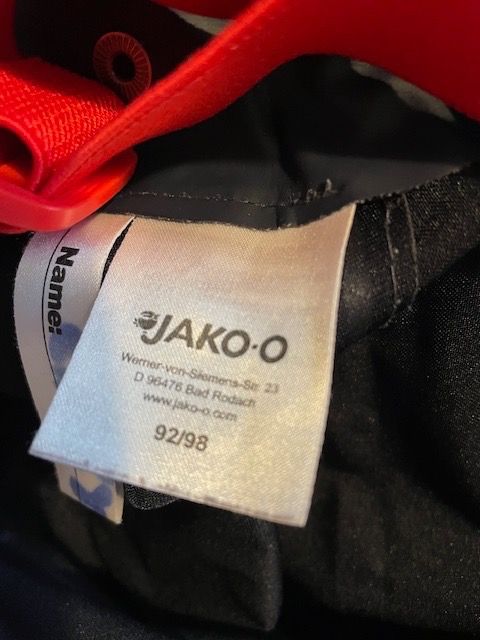 Name:
JAKO-O
Werner-von-Siemens-Str. 23
D 96476 Bad Rodach
www.jako-o.com
92/98